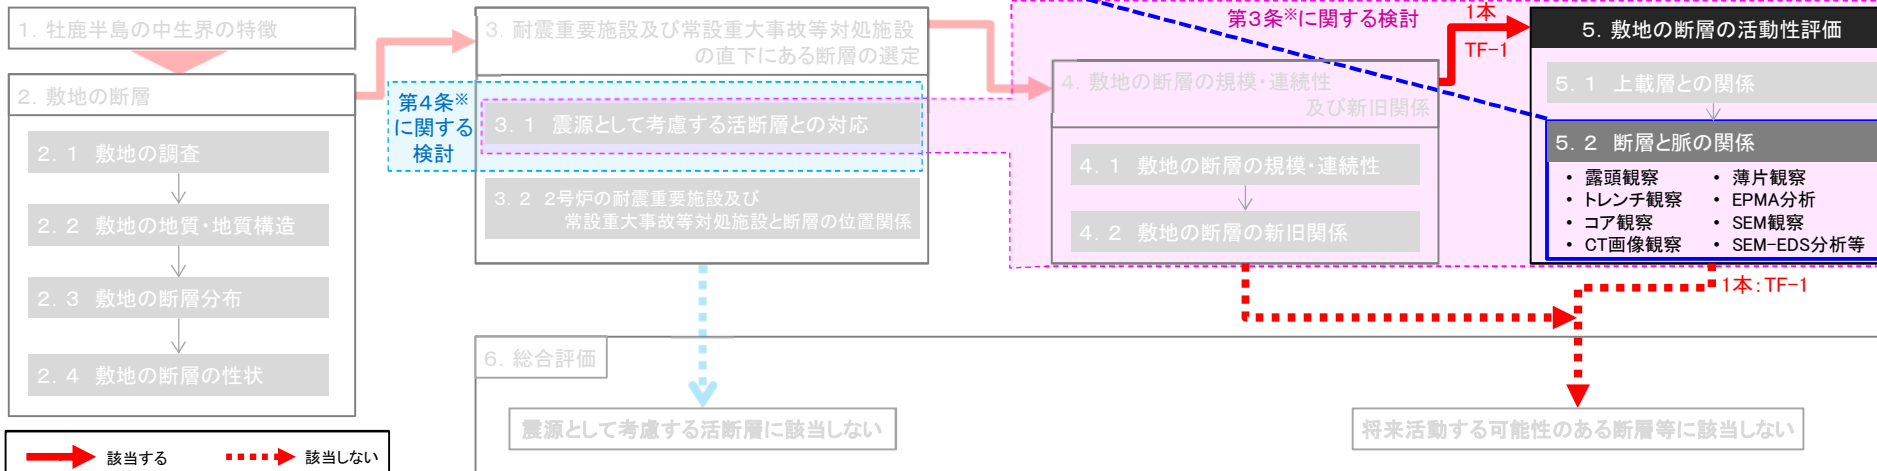 1. 牡鹿半島の中生界の特徴
2. 敷地の断層
2. 1 敷地の調査
2. 2 敷地の地質・地質構造
2. 3 敷地の断層分布
2. 4 敷地の断層の性状
3. 耐震重要施設及び常設重大事故等対処施設
の直下にある断層の選定
第4条※
に関する
検討
3. 1 震源として考慮する活断層との対応
3. 2 2号炉の耐震重要施設及び
常設重大事故等対処施設と断層の位置関係
第3条※に関する検討
4. 敷地の断層の規模・連続性
及び新旧関係
4. 1 敷地の断層の規模・連続性
4. 2 敷地の断層の新旧関係
1本
TF-1
5. 敷地の断層の活動性評価
5. 1 上載層との関係
5. 2 断層と脈の関係
• 露頭観察
• トレンチ観察
• コア観察
• CT画像観察
• 薄片観察
• EPMA分析
• SEM観察
• SEM-EDS分析等
1本:TF-1
6. 総合評価
震源として考慮する活断層に該当しない
将来活動する可能性のある断層等に該当しない
該当する
該当しない